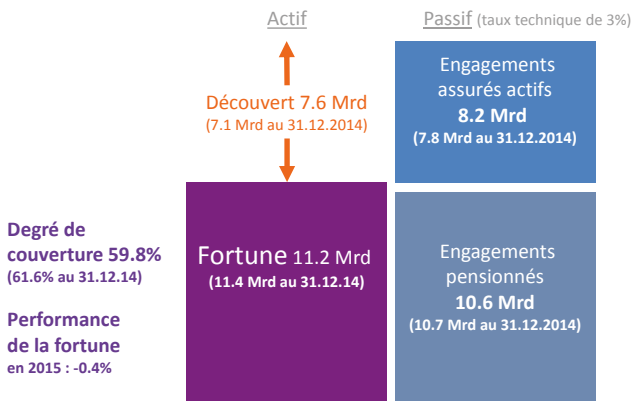 Actif
Passif (taux technique de 3%)
Découvert 7.6 Mrd
(7.1 Mrd au 31.12.2014)
Engagements
assurés actifs
8.2 Mrd
(7.8 Mrd au 31.12.2014)
Degré de
couverture 59.8%
(61.6% au 31.12.14)
Performance
de la fortune
en 2015 : -0.4%
Fortune 11.2 Mrd
(11.4 Mrd au 31.12.14)
Engagements
pensionnés
10.6 Mrd
(10.7 Mrd au 31.12.2014)